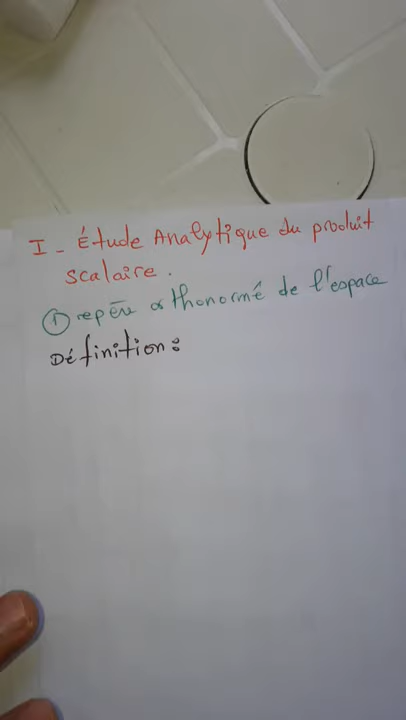 I - Étude Analytique du produit
scalaire.
① repère orthonormé de l'espace
Définition: